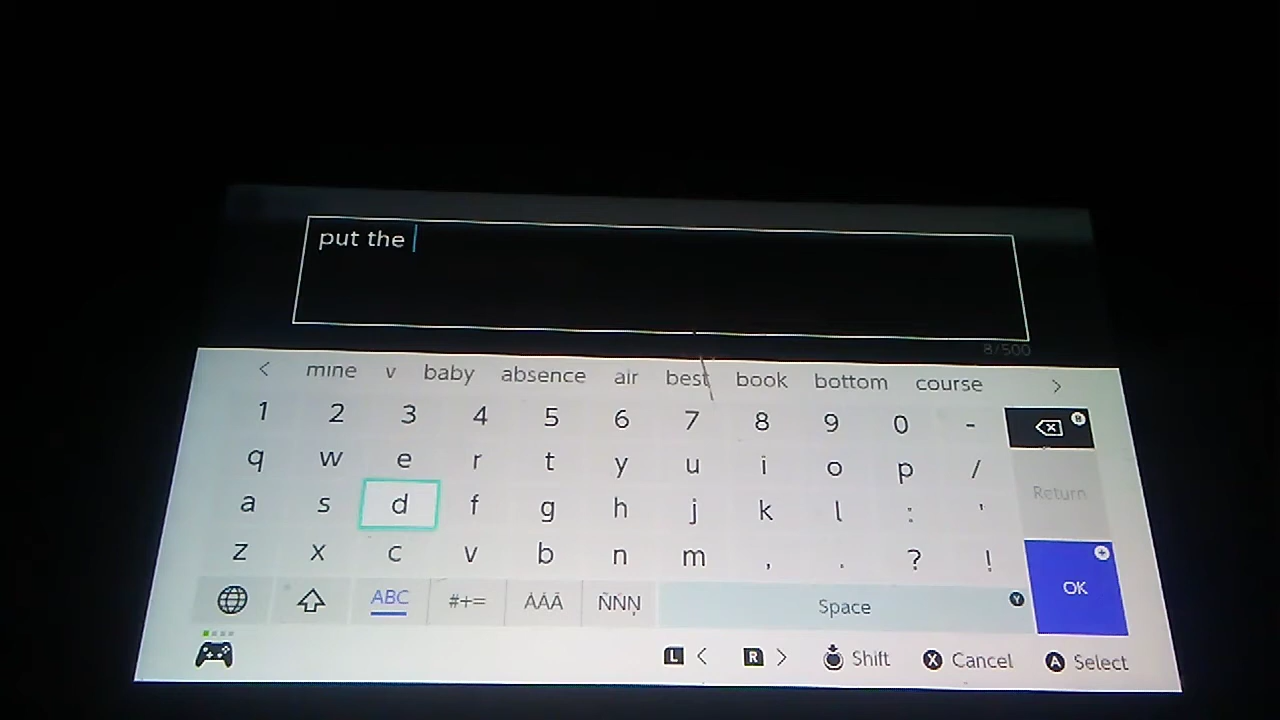 put the
8/500
< mine v baby absence air best book bottom course >
1 2 3 4 5 6 7 8 9 0 -
q w e r t y u i o p /
a s d f g h j k l : '
z x c v b n m , . ? !
Return
OK
ABC #+= ÀÁÂ ÑŃŅ Space Y
L < R > Shift X Cancel A Select